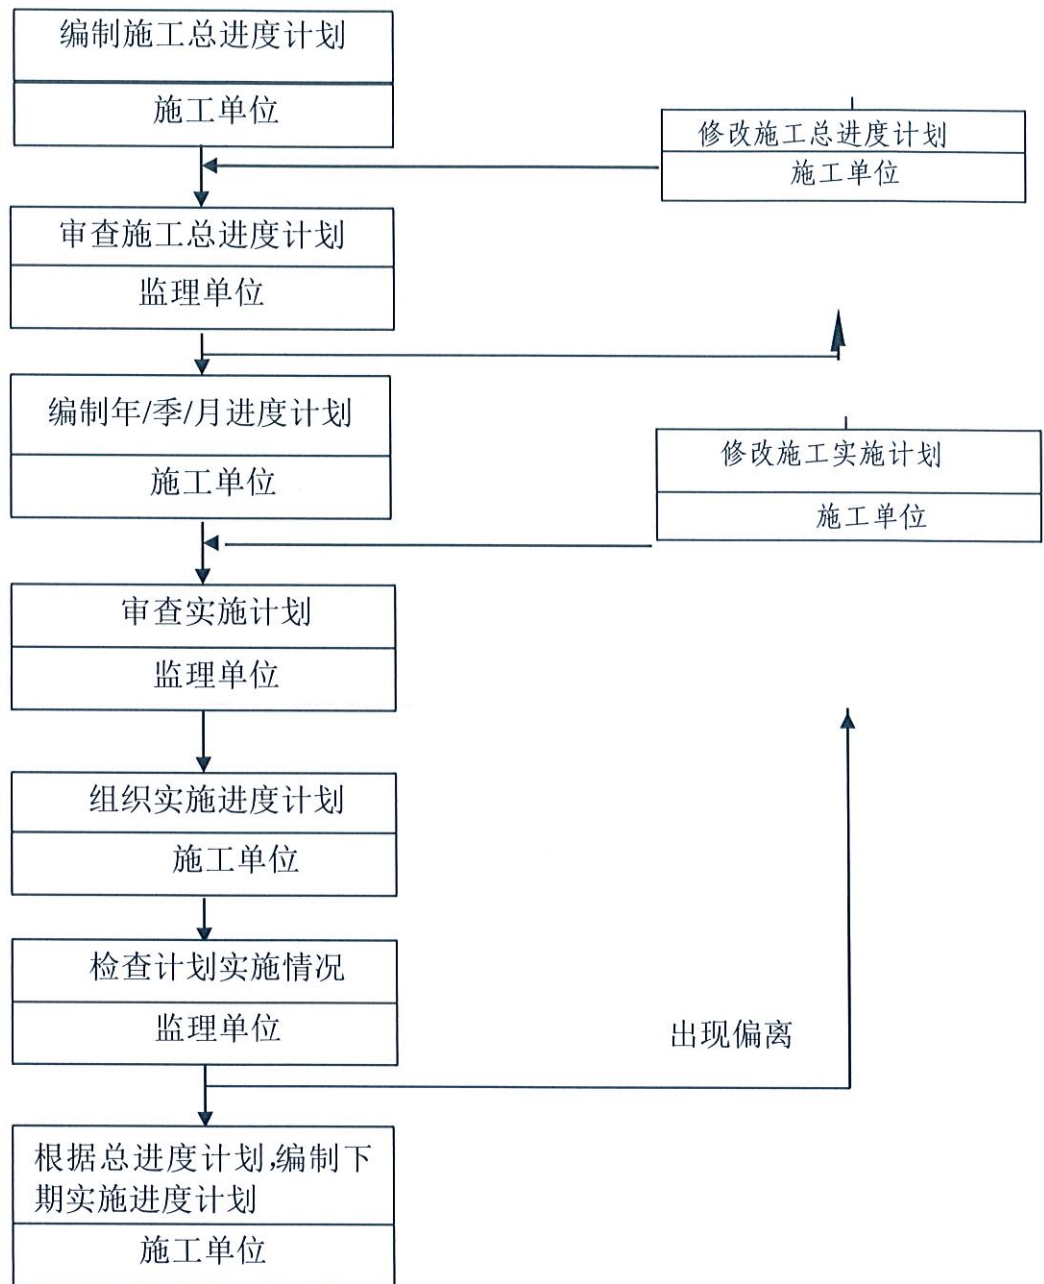 编制施工总进度计划
施工单位
修改施工总进度计划
施工单位
审查施工总进度计划
监理单位
编制年/季/月进度计划
施工单位
修改施工实施计划
施工单位
审查实施计划
监理单位
组织实施进度计划
施工单位
检查计划实施情况
监理单位
出现偏离
根据总进度计划,编制下
期实施进度计划
施工单位